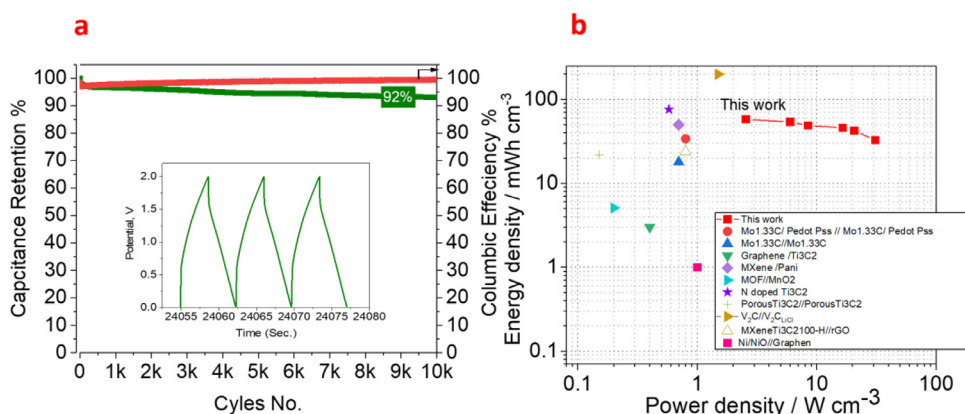 a
Capacitance Retention %
100
90
80
70
60
50
40
30
20
10
0
92%
Potential, V
2.0
1.5
1.0
0.5
0.0
24055 24060 24065 24070 24075 24080
Time (Sec.)
0 1k 2k 3k 4k 5k 6k 7k 8k 9k 10k
Cyles No.
100
90
80
70
60
50
40
30
20
10
0
Columbic Effeciency %
b
Energy density / mWh cm⁻³
100
10
1
0.1
This work
This work
Mo1.33C/ Pedot Pss // Mo1.33C/ Pedot Pss
Mo1.33C//Mo1.33C
Graphene /Ti3C2
MXene /Pani
MOF//MnO2
N doped Ti3C2
PorousTi3C2//PorousTi3C2
V₂C//V₂C_LiCl
MXeneTi3C2100-H//rGO
Ni/NiO//Graphen
0.1 1 10 100
Power density / W cm⁻³